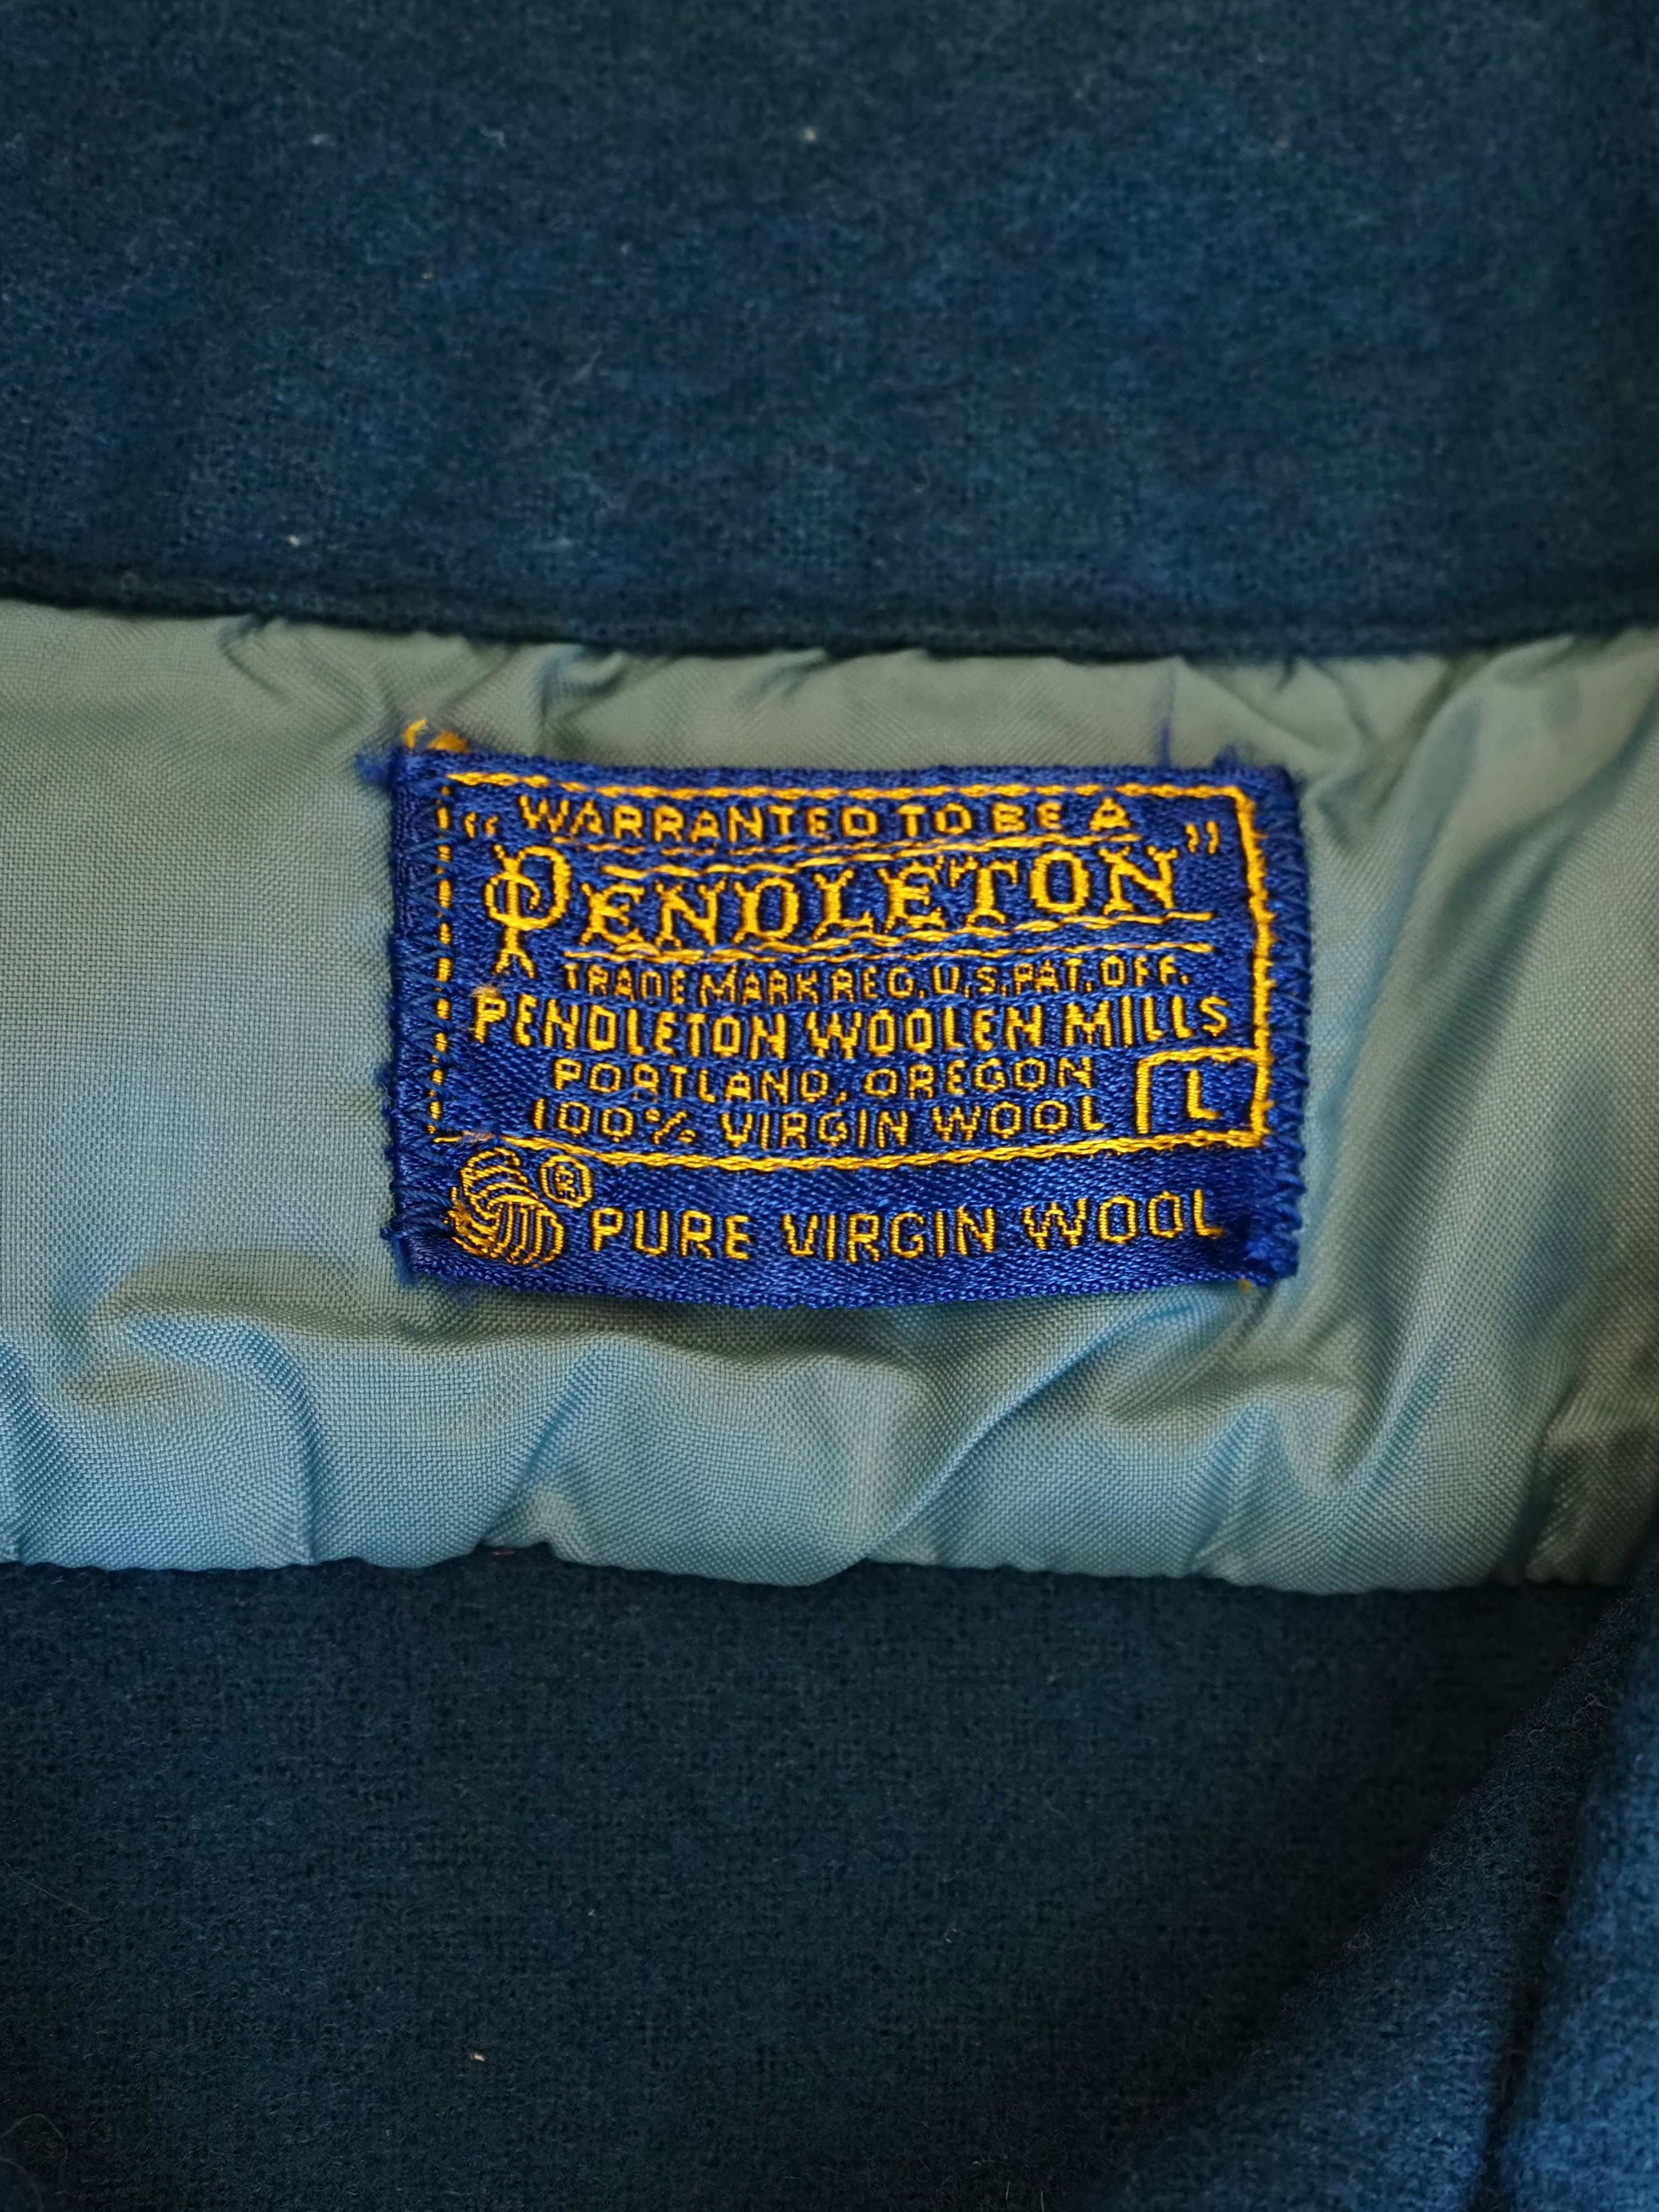 "WARRANTED TO BE A
PENDLETON"
TRADE MARK REG. U.S. PAT. OFF.
PENDLETON WOOLEN MILLS
PORTLAND, OREGON
100% VIRGIN WOOL
L
® PURE VIRGIN WOOL